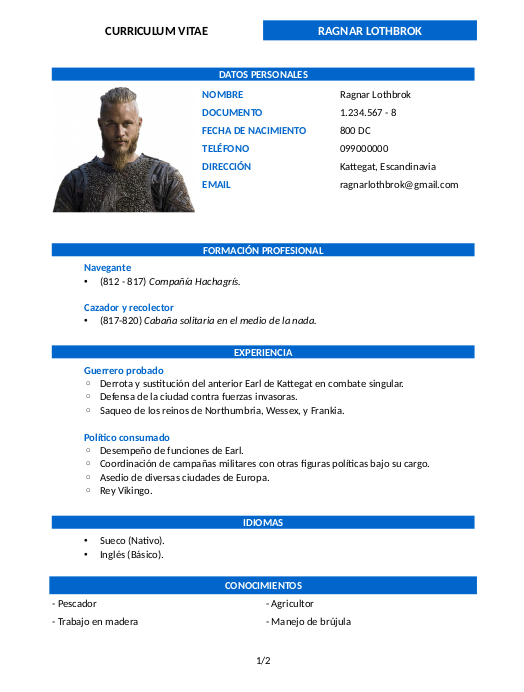 CURRICULUM VITAE
RAGNAR LOTHBROK
DATOS PERSONALES
NOMBRE Ragnar Lothbrok
DOCUMENTO 1.234.567 - 8
FECHA DE NACIMIENTO 800 DC
TELÉFONO 099000000
DIRECCIÓN Kattegat, Escandinavia
EMAIL ragnarlothbrok@gmail.com
FORMACIÓN PROFESIONAL
Navegante
• (812 - 817) Compañía Hachagrís.
Cazador y recolector
• (817-820) Cabaña solitaria en el medio de la nada.
EXPERIENCIA
Guerrero probado
○ Derrota y sustitución del anterior Earl de Kattegat en combate singular.
○ Defensa de la ciudad contra fuerzas invasoras.
○ Saqueo de los reinos de Northumbria, Wessex, y Frankia.
Político consumado
○ Desempeño de funciones de Earl.
○ Coordinación de campañas militares con otras figuras políticas bajo su cargo.
○ Asedio de diversas ciudades de Europa.
○ Rey Vikingo.
IDIOMAS
• Sueco (Nativo).
• Inglés (Básico).
CONOCIMIENTOS
- Pescador - Agricultor
- Trabajo en madera - Manejo de brújula
1/2